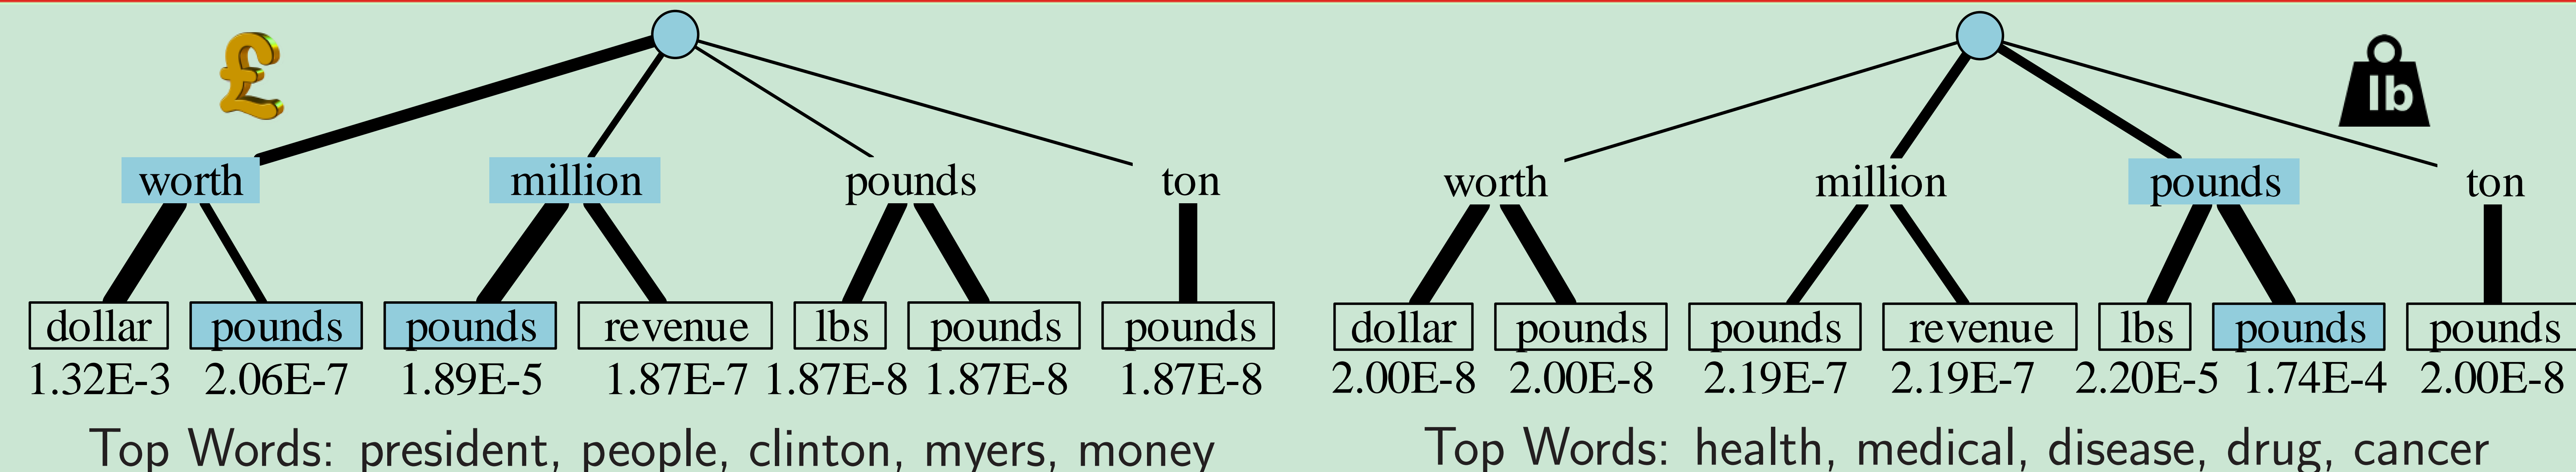 £
lb
worth million pounds ton worth million pounds ton
dollar pounds pounds revenue lbs pounds pounds dollar pounds pounds revenue lbs pounds pounds
1.32E-3 2.06E-7 1.89E-5 1.87E-7 1.87E-8 1.87E-8 1.87E-8 2.00E-8 2.00E-8 2.19E-7 2.19E-7 2.20E-5 1.74E-4 2.00E-8
Top Words: president, people, clinton, myers, money Top Words: health, medical, disease, drug, cancer